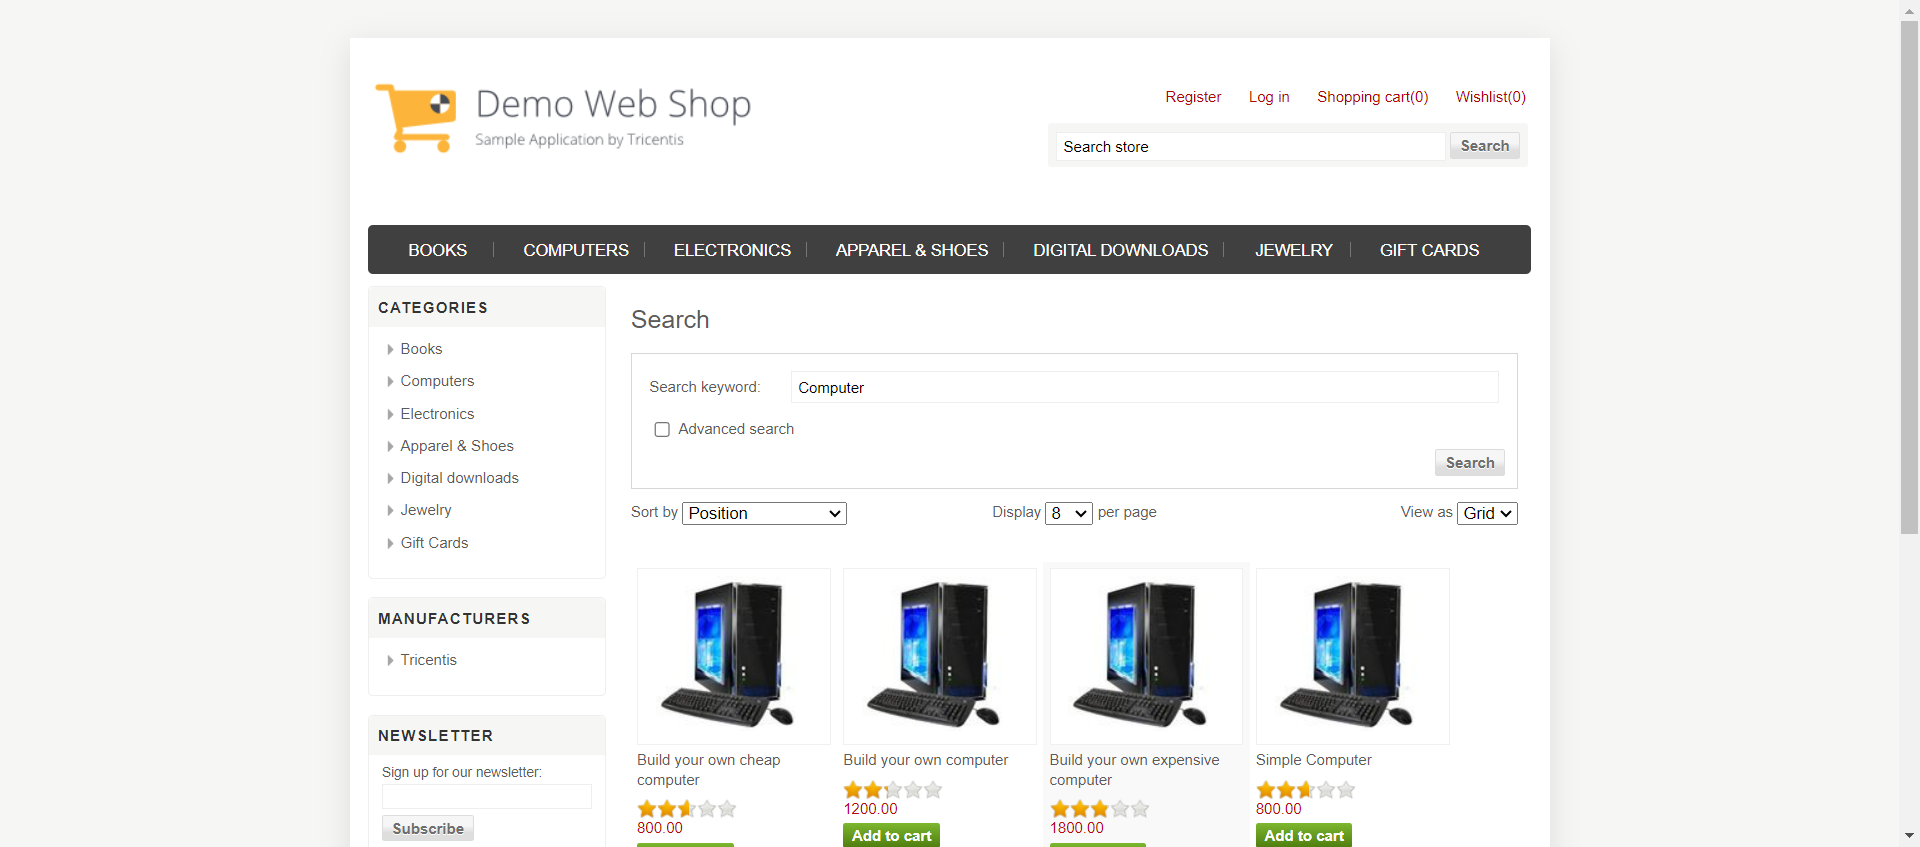 Demo Web Shop
Sample Application by Tricentis
Register Log in Shopping cart(0) Wishlist(0)
Search store Search
BOOKS COMPUTERS ELECTRONICS APPAREL & SHOES DIGITAL DOWNLOADS JEWELRY GIFT CARDS
CATEGORIES
Books
Computers
Electronics
Apparel & Shoes
Digital downloads
Jewelry
Gift Cards
MANUFACTURERS
Tricentis
NEWSLETTER
Sign up for our newsletter:
Subscribe
Search
Search keyword: Computer
Advanced search
Search
Sort by Position Display 8 per page View as Grid
Build your own cheap
computer
800.00
Build your own computer
1200.00
Add to cart
Build your own expensive
computer
1800.00
Simple Computer
800.00
Add to cart